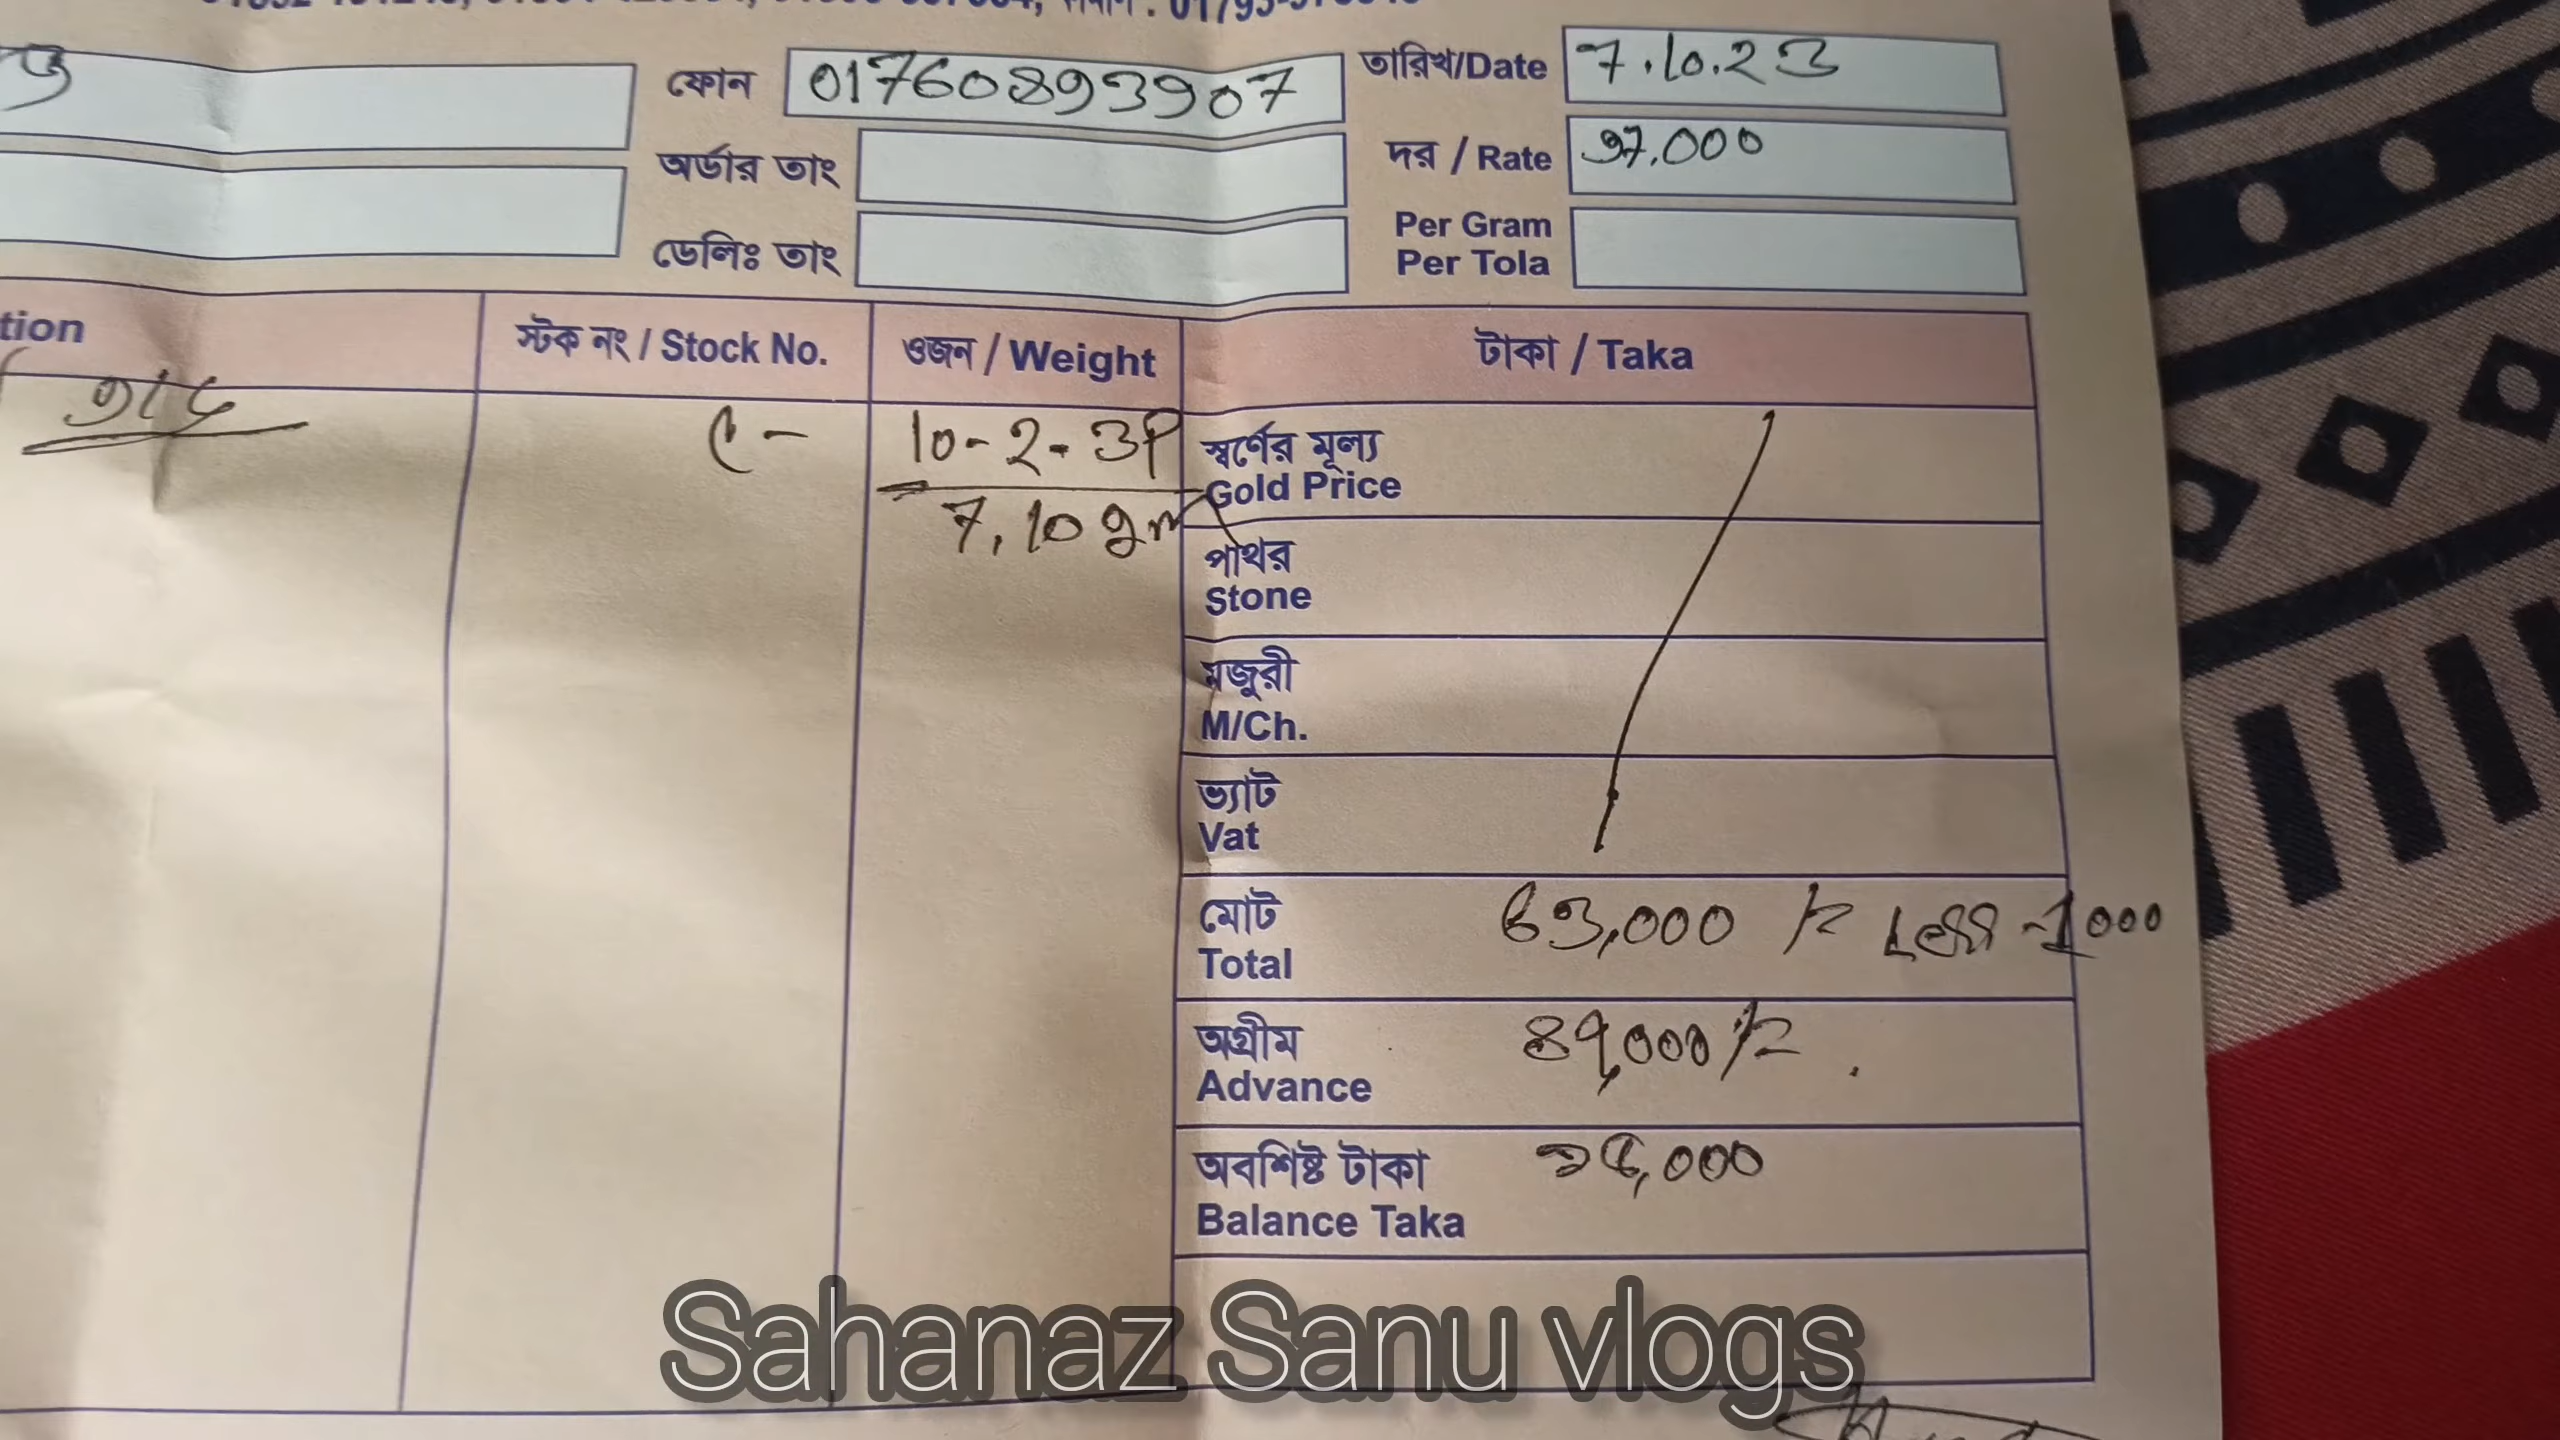 ফোন 01760893907 তারিখ/Date 7.10.23
অর্ডার তাং দর / Rate 97,000
ডেলিঃ তাং Per Gram
Per Tola
tion স্টক নং / Stock No. ওজন / Weight টাকা / Taka
10-2-3P
7.10 gm
স্বর্ণের মূল্য
Gold Price
পাথর
Stone
মজুরী
M/Ch.
ভ্যাট
Vat
মোট
Total 63,000 /= Less -1000
অগ্রীম
Advance ,000/=
অবশিষ্ট টাকা
Balance Taka ,000
Sahanaz Sanu vlogs